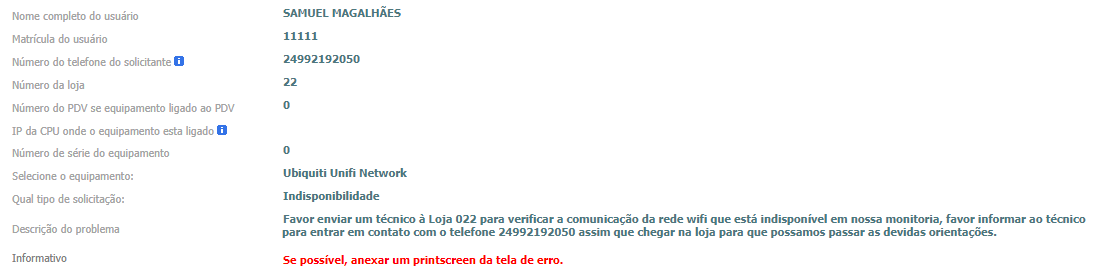 Nome completo do usuário SAMUEL MAGALHÃES
Matrícula do usuário 11111
Número do telefone do solicitante 24992192050
Número da loja 22
Número do PDV se equipamento ligado ao PDV 0
IP da CPU onde o equipamento esta ligado
Número de série do equipamento 0
Selecione o equipamento: Ubiquiti Unifi Network
Qual tipo de solicitação: Indisponibilidade
Descrição do problema Favor enviar um técnico à Loja 022 para verificar a comunicação da rede wifi que está indisponível em nossa monitoria, favor informar ao técnico
para entrar em contato com o telefone 24992192050 assim que chegar na loja para que possamos passar as devidas orientações.
Informativo Se possível, anexar um printscreen da tela de erro.